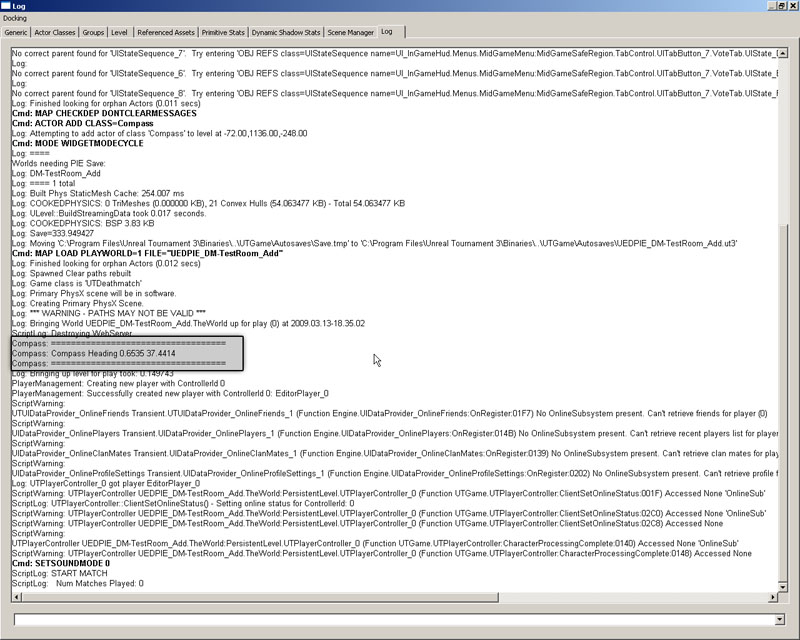 Log
Docking
Generic Actor Classes Groups Level Referenced Assets Primitive Stats Dynamic Shadow Stats Scene Manager Log
No correct parent found for 'UIStateSequence_7'. Try entering 'OBJ REFS class=UIStateSequence name=UI_InGameHud.Menus.MidGameMenu:MidGameSafeRegion.TabControl.UITabButton_7.VoteTab.UIState_
Log:
No correct parent found for 'UIStateSequence_6'. Try entering 'OBJ REFS class=UIStateSequence name=UI_InGameHud.Menus.MidGameMenu:MidGameSafeRegion.TabControl.UITabButton_7.VoteTab.UIState_
Log:
No correct parent found for 'UIStateSequence_8'. Try entering 'OBJ REFS class=UIStateSequence name=UI_InGameHud.Menus.MidGameMenu:MidGameSafeRegion.TabControl.UITabButton_7.VoteTab.UIState_
Log: Finished looking for orphan Actors (0.011 secs)
Cmd: MAP CHECKDEP DONTCLEARMESSAGES
Cmd: ACTOR ADD CLASS=Compass
Log: Attempting to add actor of class 'Compass' to level at -72.00,1136.00,-248.00
Cmd: MODE WIDGETMODECYCLE
Log: ====
Worlds needing PIE Save:
Log: DM-TestRoom_Add
Log: ==== 1 total
Log: Built Phys StaticMesh Cache: 254.007 ms
Log: COOKEDPHYSICS: 0 TriMeshes (0.000000 KB), 21 Convex Hulls (54.063477 KB) - Total 54.063477 KB
Log: ULevel::BuildStreamingData took 0.017 seconds.
Log: COOKEDPHYSICS: BSP 3.83 KB
Log: Save=333.949427
Log: Moving 'C:\Program Files\Unreal Tournament 3\Binaries\..\UTGame\Autosaves\Save.tmp' to 'C:\Program Files\Unreal Tournament 3\Binaries\..\UTGame\Autosaves\UEDPIE_DM-TestRoom_Add.ut3'
Cmd: MAP LOAD PLAYWORLD=1 FILE="UEDPIE_DM-TestRoom_Add"
Log: Finished looking for orphan Actors (0.012 secs)
Log: Spawned Clear paths rebuilt
Log: Game class is 'UTDeathmatch'
Log: Primary PhysX scene will be in software.
Log: Creating Primary PhysX Scene.
Log: *** WARNING - PATHS MAY NOT BE VALID ***
Log: Bringing World UEDPIE_DM-TestRoom_Add.TheWorld up for play (0) at 2009.03.13-18.35.02
ScriptLog: Destroying WebServer
Compass: ===================================
Compass: Compass Heading 0.6535 37.4414
Compass: ===================================
Log: Bringing up level for play took: 0.149743
PlayerManagement: Creating new player with ControllerId 0
PlayerManagement: Successfully created new player with ControllerId 0: EditorPlayer_0
ScriptWarning:
UTUIDataProvider_OnlineFriends Transient.UTUIDataProvider_OnlineFriends_1 (Function Engine.UIDataProvider_OnlineFriends:OnRegister:01F7) No OnlineSubsystem present. Can't retrieve friends for player (0)
ScriptWarning:
UIDataProvider_OnlinePlayers Transient.UIDataProvider_OnlinePlayers_1 (Function Engine.UIDataProvider_OnlinePlayers:OnRegister:014B) No OnlineSubsystem present. Can't retrieve recent players list for player
ScriptWarning:
UIDataProvider_OnlineClanMates Transient.UIDataProvider_OnlineClanMates_1 (Function Engine.UIDataProvider_OnlineClanMates:OnRegister:0139) No OnlineSubsystem present. Can't retrieve clan mates for play
ScriptWarning:
UIDataProvider_OnlineProfileSettings Transient.UIDataProvider_OnlineProfileSettings_1 (Function Engine.UIDataProvider_OnlineProfileSettings:OnRegister:0202) No OnlineSubsystem present. Can't retrieve profile f
Log: UTPlayerController_0 got player EditorPlayer_0
ScriptWarning: UTPlayerController UEDPIE_DM-TestRoom_Add.TheWorld:PersistentLevel.UTPlayerController_0 (Function UTGame.UTPlayerController:ClientSetOnlineStatus:001F) Accessed None 'OnlineSub'
ScriptLog: UTPlayerController::ClientSetOnlineStatus() - Setting online status for ControllerId: 0
ScriptWarning: UTPlayerController UEDPIE_DM-TestRoom_Add.TheWorld:PersistentLevel.UTPlayerController_0 (Function UTGame.UTPlayerController:ClientSetOnlineStatus:02C0) Accessed None 'OnlineSub'
ScriptWarning: UTPlayerController UEDPIE_DM-TestRoom_Add.TheWorld:PersistentLevel.UTPlayerController_0 (Function UTGame.UTPlayerController:ClientSetOnlineStatus:02C8) Accessed None
ScriptWarning:
UTPlayerController UEDPIE_DM-TestRoom_Add.TheWorld:PersistentLevel.UTPlayerController_0 (Function UTGame.UTPlayerController:CharacterProcessingComplete:0140) Accessed None 'OnlineSub'
ScriptWarning: UTPlayerController UEDPIE_DM-TestRoom_Add.TheWorld:PersistentLevel.UTPlayerController_0 (Function UTGame.UTPlayerController:CharacterProcessingComplete:0148) Accessed None
Cmd: SETSOUNDMODE 0
ScriptLog: START MATCH
ScriptLog: Num Matches Played: 0